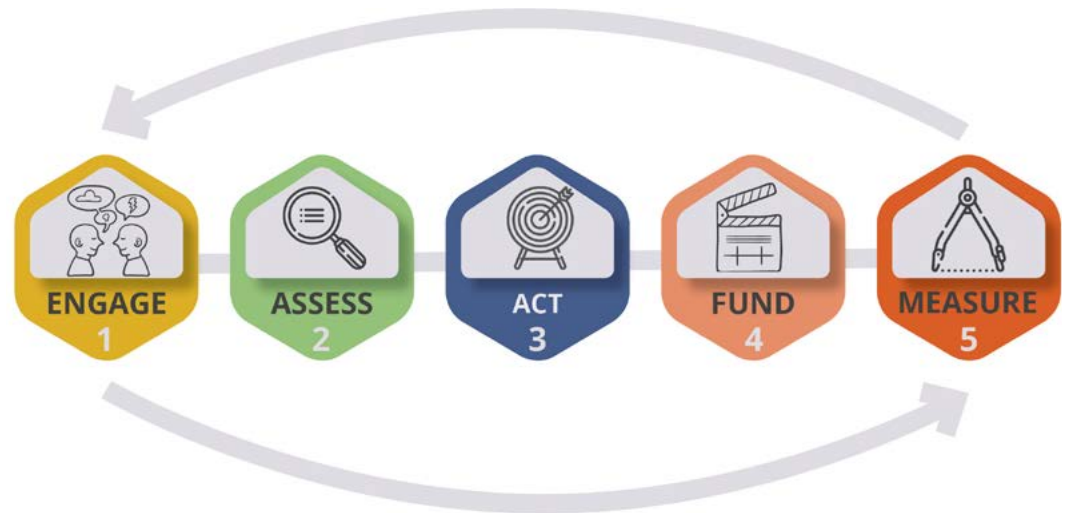 ENGAGE
1
ASSESS
2
ACT
3
FUND
4
MEASURE
5